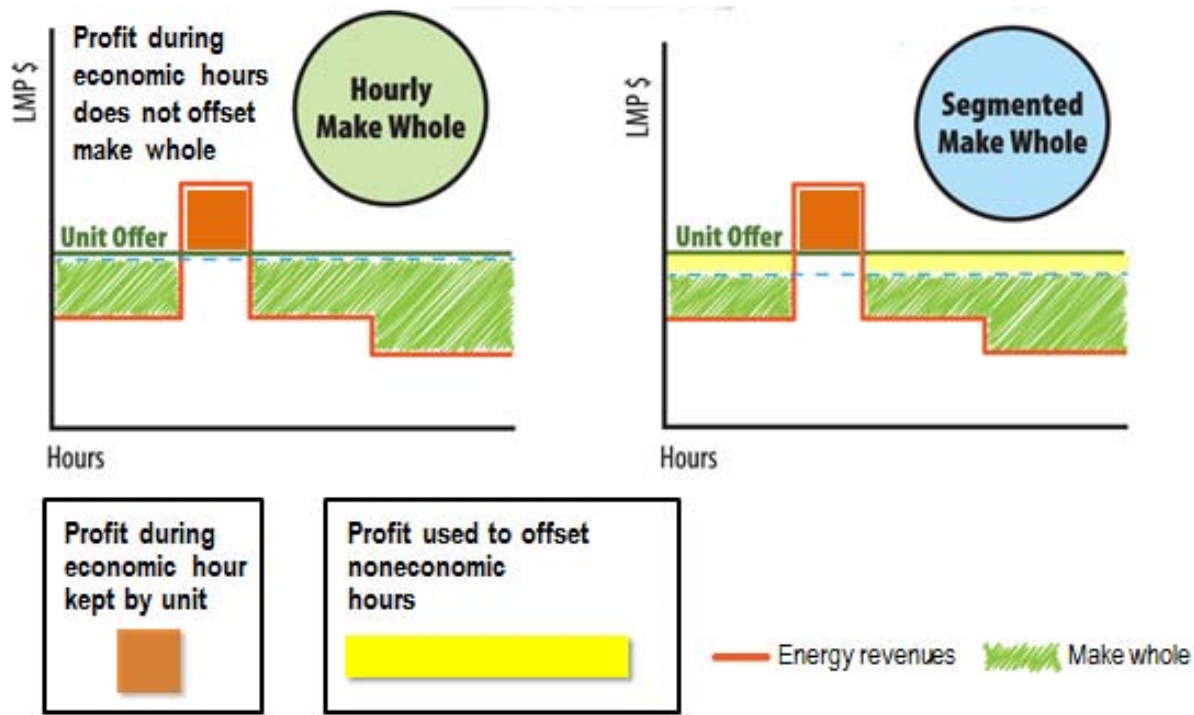 LMP $
Profit during
economic hours
does not offset
make whole
Hourly
Make Whole
Unit Offer
Hours
LMP $
Segmented
Make Whole
Unit Offer
Hours
Profit during
economic hour
kept by unit
Profit used to offset
noneconomic
hours
Energy revenues
Make whole